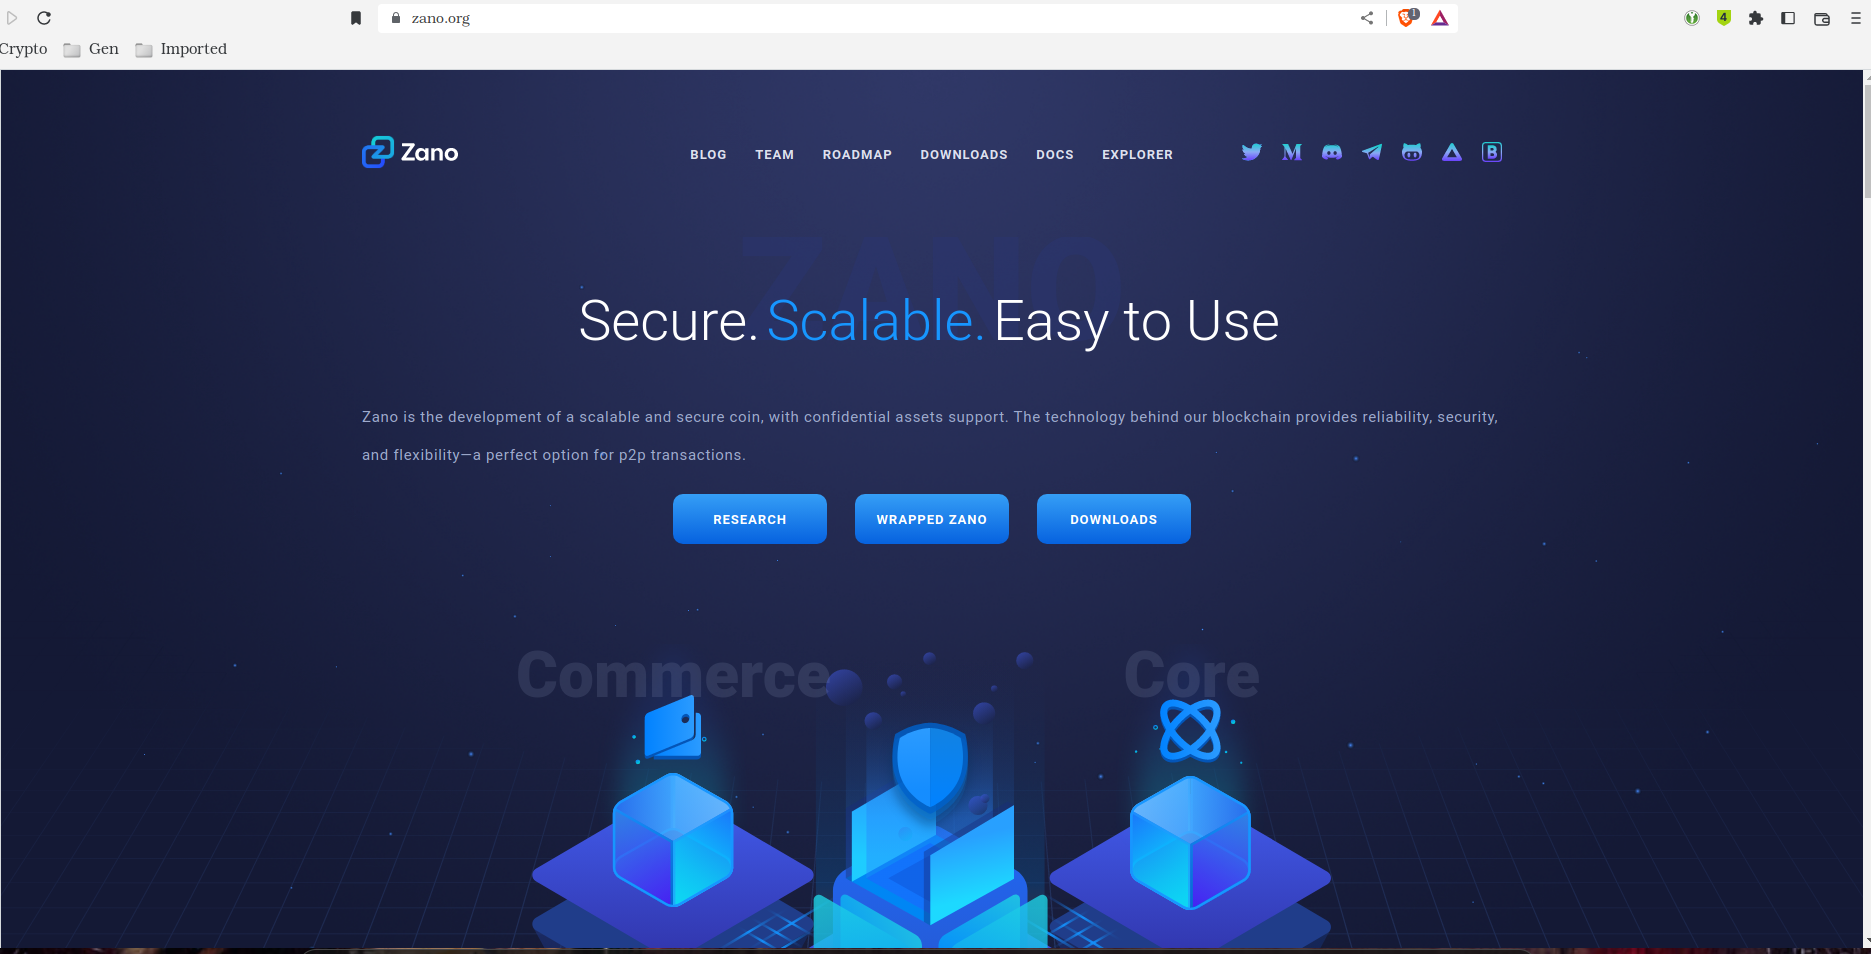 zano.org
1
4
Crypto Gen Imported
Zano
BLOG TEAM ROADMAP DOWNLOADS DOCS EXPLORER
M
B
ZANO
Secure. Scalable. Easy to Use
Zano is the development of a scalable and secure coin, with confidential assets support. The technology behind our blockchain provides reliability, security,
and flexibility—a perfect option for p2p transactions.
RESEARCH WRAPPED ZANO DOWNLOADS
Commerce Core